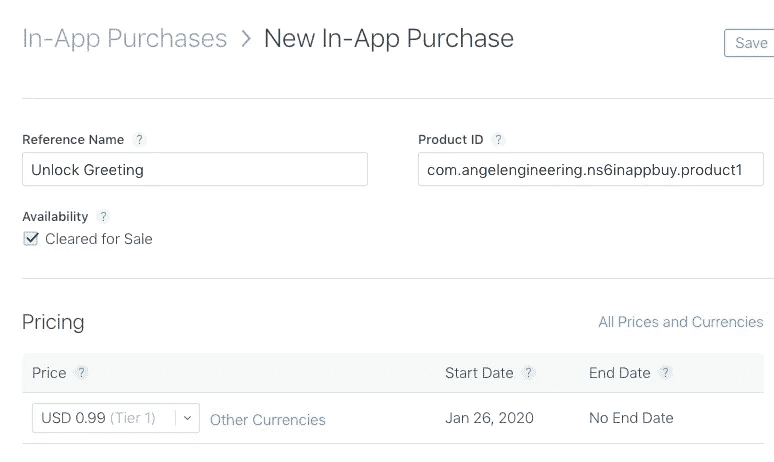 In-App Purchases > New In-App Purchase
Save
Reference Name ?
Product ID ?
Unlock Greeting
com.angelengineering.ns6inappbuy.product1
Availability ?
Cleared for Sale
Pricing
All Prices and Currencies
Price ?
Start Date ?
End Date ?
USD 0.99 (Tier 1)
Other Currencies
Jan 26, 2020
No End Date